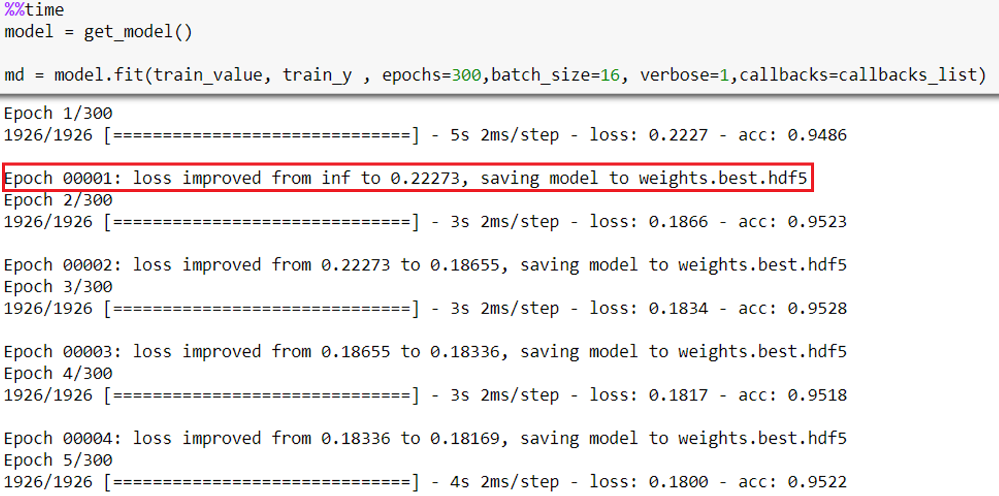 %%time
model = get_model()
md = model.fit(train_value, train_y , epochs=300,batch_size=16, verbose=1,callbacks=callbacks_list)
Epoch 1/300
1926/1926 [==============================] - 5s 2ms/step - loss: 0.2227 - acc: 0.9486
Epoch 00001: loss improved from inf to 0.22273, saving model to weights.best.hdf5
Epoch 2/300
1926/1926 [==============================] - 3s 2ms/step - loss: 0.1866 - acc: 0.9523
Epoch 00002: loss improved from 0.22273 to 0.18655, saving model to weights.best.hdf5
Epoch 3/300
1926/1926 [==============================] - 3s 2ms/step - loss: 0.1834 - acc: 0.9528
Epoch 00003: loss improved from 0.18655 to 0.18336, saving model to weights.best.hdf5
Epoch 4/300
1926/1926 [==============================] - 3s 2ms/step - loss: 0.1817 - acc: 0.9518
Epoch 00004: loss improved from 0.18336 to 0.18169, saving model to weights.best.hdf5
Epoch 5/300
1926/1926 [==============================] - 4s 2ms/step - loss: 0.1800 - acc: 0.9522